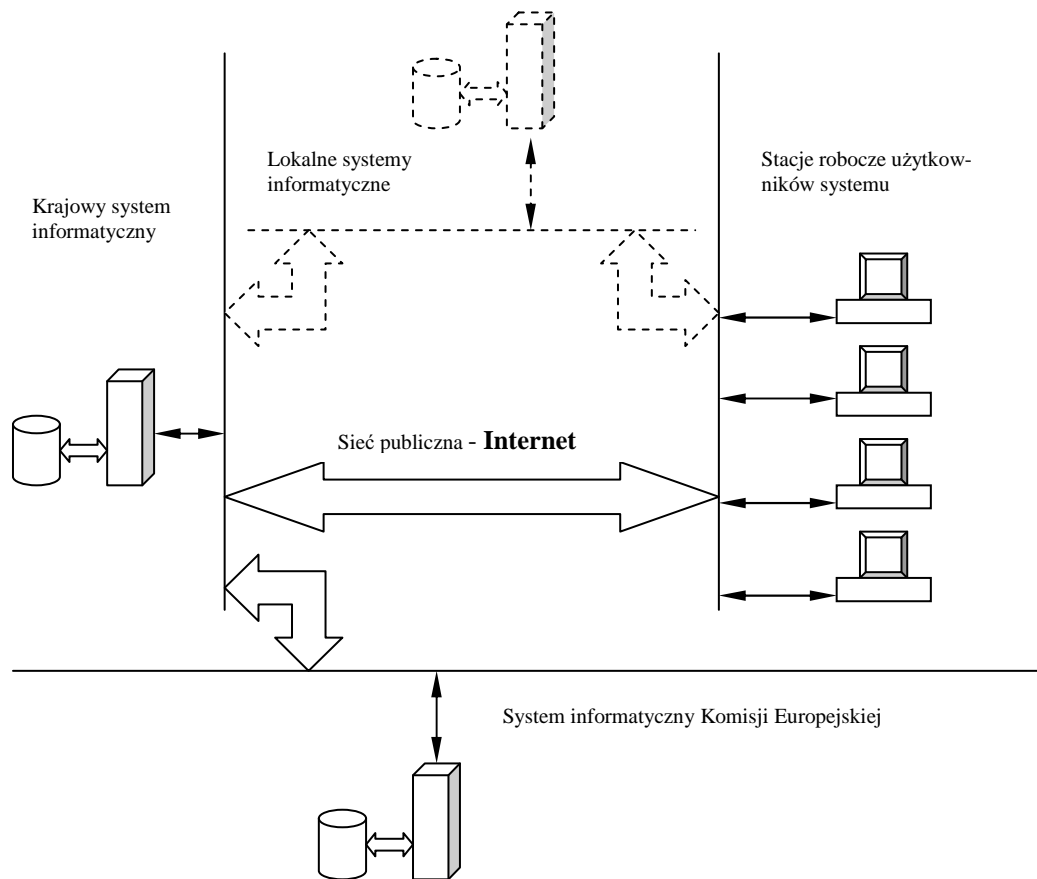 Lokalne systemy
informatyczne
Stacje robocze użytkow-
ników systemu
Krajowy system
informatyczny
Sieć publiczna - Internet
System informatyczny Komisji Europejskiej